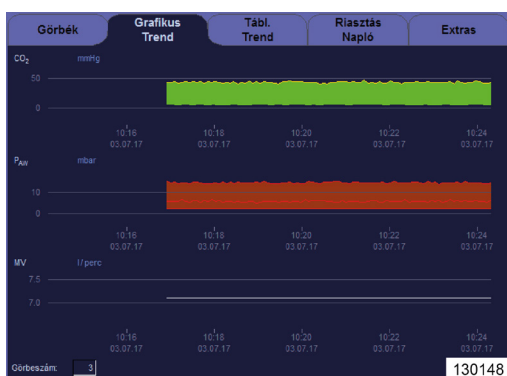 Görbék
Grafikus
Trend
Tábl.
Trend
Riasztás
Napló
Extras
CO₂ mmHg
50
0
10:16 10:18 10:20 10:22 10:24
03.07.17 03.07.17 03.07.17 03.07.17 03.07.17
PAW mbar
10
0
10:16 10:18 10:20 10:22 10:24
03.07.17 03.07.17 03.07.17 03.07.17 03.07.17
MV l/perc
7.5
7.0
10:16 10:18 10:20 10:22 10:24
03.07.17 03.07.17 03.07.17 03.07.17 03.07.17
Görbeszám: 3
130148